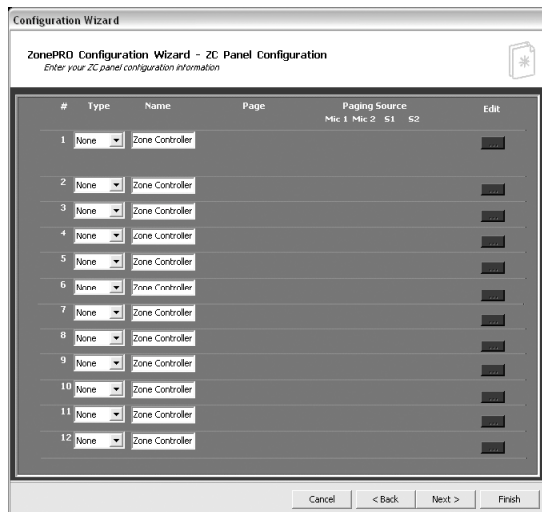 Configuration Wizard
ZonePRO Configuration Wizard - ZC Panel Configuration
Enter your ZC panel configuration information
# Type Name Page Paging Source Edit
Mic 1 Mic 2 S1 S2
1 None Zone Controller ...
2 None Zone Controller ...
3 None Zone Controller ...
4 None Zone Controller ...
5 None Zone Controller ...
6 None Zone Controller ...
7 None Zone Controller ...
8 None Zone Controller ...
9 None Zone Controller ...
10 None Zone Controller ...
11 None Zone Controller ...
12 None Zone Controller ...
Cancel < Back Next > Finish